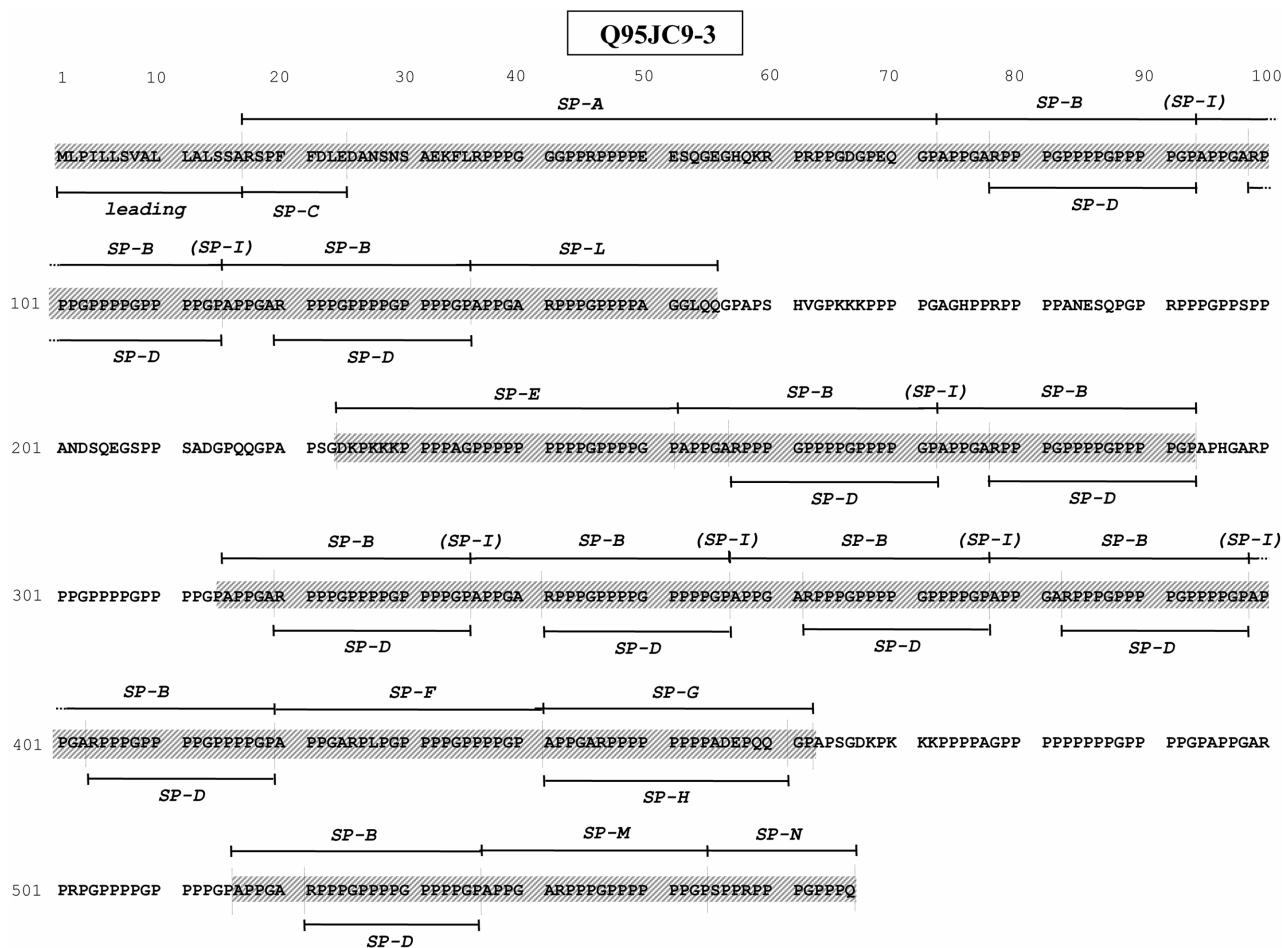 Q95JC9-3
1 10 20 30 40 50 60 70 80 90 100
SP-A SP-B (SP-I)
MLPILLSVAL LALSSARSPF FDLEDANSNS AEKFLRPPPG GGPPRPPPPE ESQGEGHQKR PRPPGDGPEQ GPAPPGARPP PGPPPPGPPP PGPAPPGARP
leading SP-C SP-D
SP-B (SP-I) SP-B SP-L
101 PPGPPPPGPP PPGPAPPGAR PPPGPPPPGP PPPGPAPPGA RPPPGPPPPA GGLQQGPAPS HVGPKKKPPP PGAGHPPRPP PPANESQPGP RPPPGPPSPP
SP-D SP-D
SP-E SP-B (SP-I) SP-B
201 ANDSQEGSPP SADGPQQGPA PSGDKPKKKP PPPAGPPPPP PPPPGPPPPG PAPPGARPPP GPPPPGPPPP GPAPPGARPP PGPPPPGPPP PGPAPHGARP
SP-D SP-D
SP-B (SP-I) SP-B (SP-I) SP-B (SP-I) SP-B (SP-I)
301 PPGPPPPGPP PPGPAPPGAR PPPGPPPPGP PPPGPAPPGA RPPPGPPPPG PPPPGPAPPG ARPPPGPPPP GPPPPGPAPP GARPPPGPPP PGPPPPGPAP
SP-D SP-D SP-D SP-D
SP-B SP-F SP-G
401 PGARPPPGPP PPGPPPPGPA PPGARPLPGP PPPGPPPPGP APPGARPPPP PPPPADEPQQ GPAPSGDKPK KKPPPPAGPP PPPPPPPGPP PPGPAPPGAR
SP-D SP-H
SP-B SP-M SP-N
501 PRPGPPPPGP PPPGPAPPGA RPPPGPPPPG PPPPGPAPPG ARPPPGPPPP PPGPSPPRPP PGPPPQ
SP-D